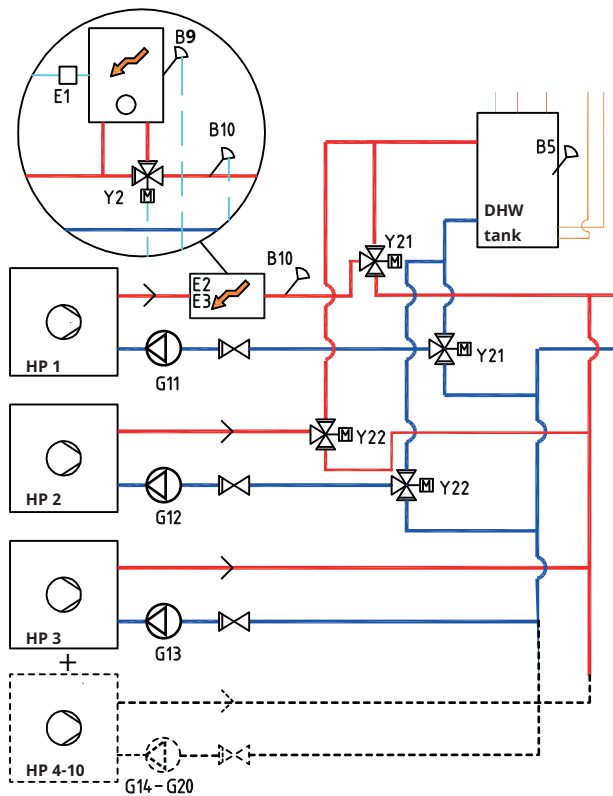 B9
E1
B10
Y2
M
B5
DHW
tank
Y21
M
B10
E2
E3
HP 1
G11
M
Y21
M
Y22
HP 2
G12
M
Y22
HP 3
G13
+
HP 4-10
G14-G20